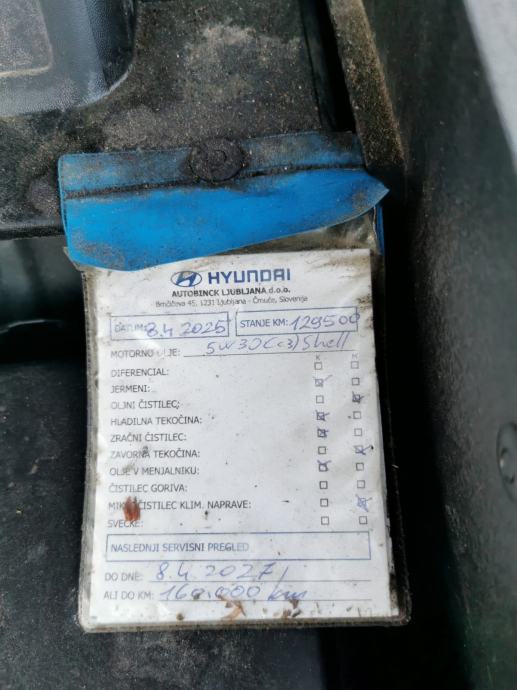 HYUNDAI
AUTOBINCK LJUBLJANA d.o.o.
Brnčičeva 45, 1231 Ljubljana - Črnuče, Slovenija
DATUM: 8.4 2025 STANJE KM: 129500
MOTORNO OLJE: 5W30(C3) Shell
K M
DIFERENCIAL:
JERMENI:
OLJNI ČISTILEC:
HLADILNA TEKOČINA:
ZRAČNI ČISTILEC:
ZAVORNA TEKOČINA:
OLJE V MENJALNIKU:
ČISTILEC GORIVA:
ČISTILEC KLIM. NAPRAVE:
SVEČKE:
NASLEDNJI SERVISNI PREGLED
DO DNE: 8.4.2027
ALI DO KM: 160.000 km